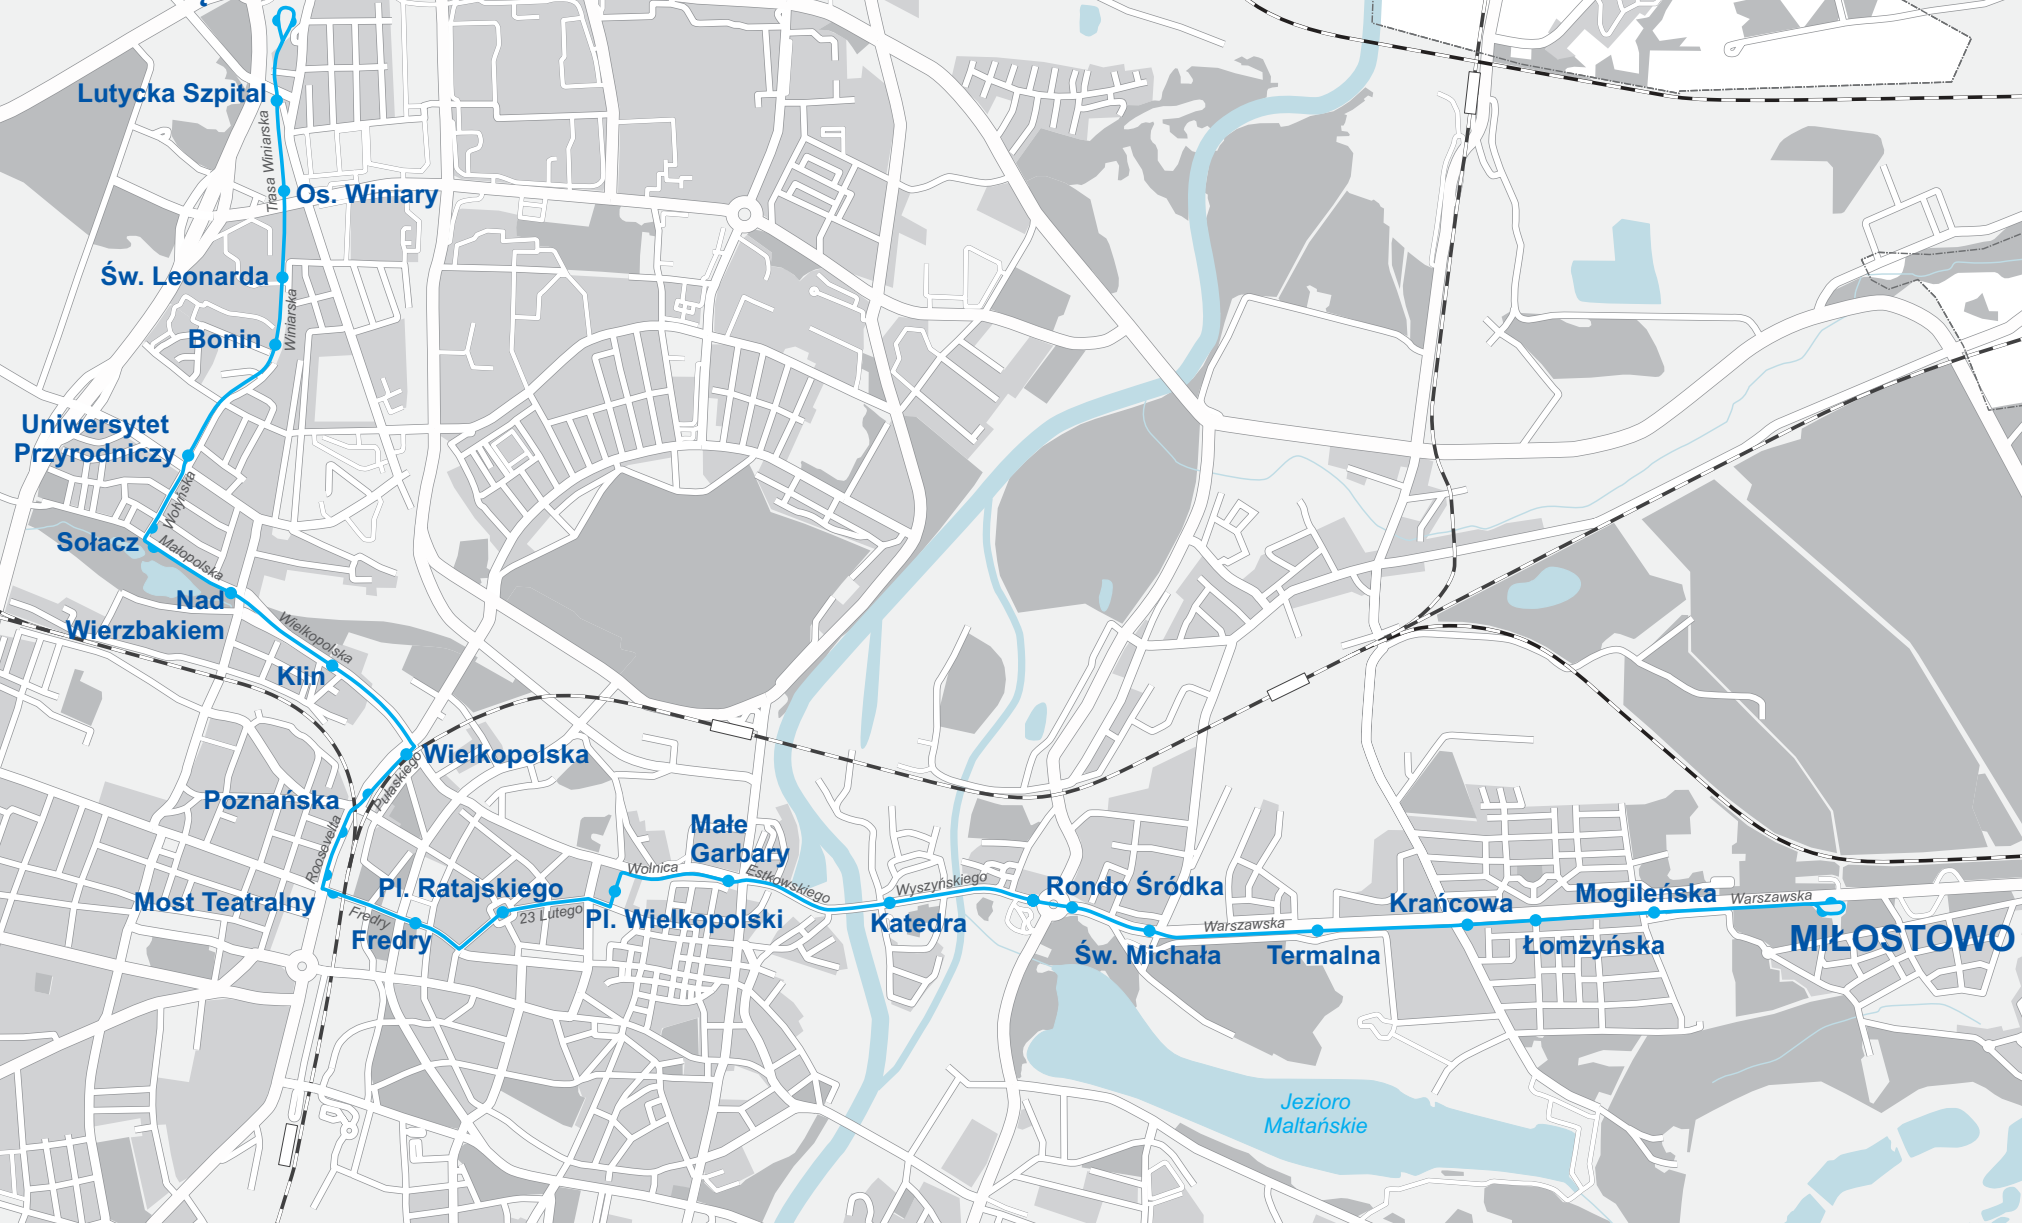 Lutycka Szpital
Trasa Winiarska
Os. Winiary
Św. Leonarda
Winiarska
Bonin
Uniwersytet
Przyrodniczy
Wołyńska
Sołacz
Małopolska
Nad
Wierzbakiem
Wielkopolska
Klin
Wielkopolska
Pułaskiego
Poznańska
Roosevelta
Most Teatralny
Fredry
Fredry
Pl. Ratajskiego
23 Lutego
Pl. Wielkopolski
Wolnica
Małe
Garbary
Estkowskiego
Katedra
Wyszyńskiego
Rondo Śródka
Św. Michała
Warszawska
Termalna
Krańcowa
Łomżyńska
Mogileńska
Warszawska
MIŁOSTOWO
Jezioro
Maltańskie